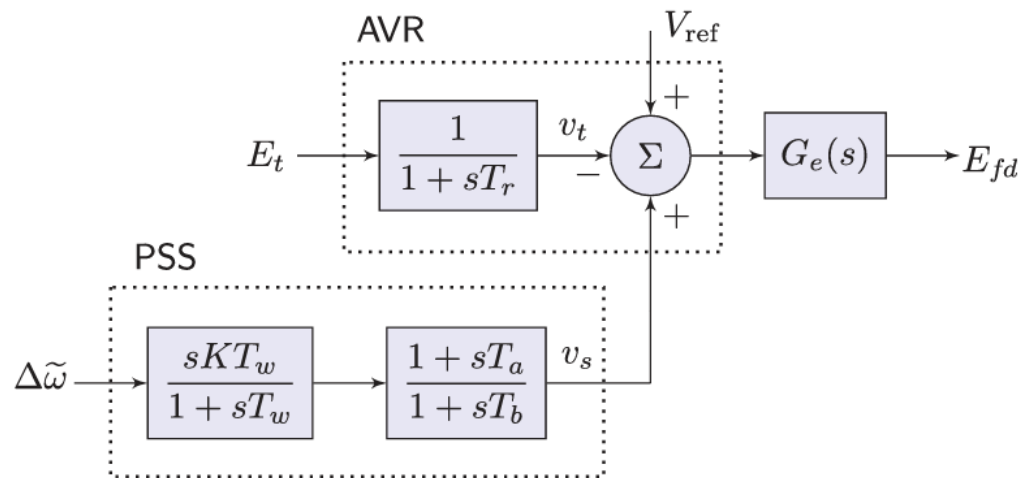 AVR
V_ref
E_t
1 / (1 + sT_r)
v_t
+
−
Σ
+
G_e(s)
E_fd
PSS
Δω̃
sKT_w / (1 + sT_w)
(1 + sT_a) / (1 + sT_b)
v_s